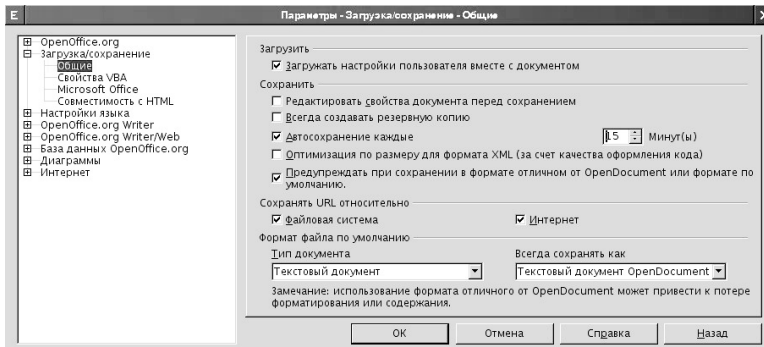 E Параметры - Загрузка/сохранение - Общие
OpenOffice.org
Загрузка/сохранение
Общие
Свойства VBA
Microsoft Office
Совместимость с HTML
Настройки языка
OpenOffice.org Writer
OpenOffice.org Writer/Web
База данных OpenOffice.org
Диаграммы
Интернет
Загрузить
Загружать настройки пользователя вместе с документом
Сохранить
Редактировать свойства документа перед сохранением
Всегда создавать резервную копию
Автосохранение каждые 15 Минут(ы)
Оптимизация по размеру для формата XML (за счет качества оформления кода)
Предупреждать при сохранении в формате отличном от OpenDocument или формате по
умолчанию.
Сохранять URL относительно
Файловая система Интернет
Формат файла по умолчанию
Тип документа Всегда сохранять как
Текстовый документ Текстовый документ OpenDocument
Замечание: использование формата отличного от OpenDocument может привести к потере
форматирования или содержания.
ОК Отмена Справка Назад